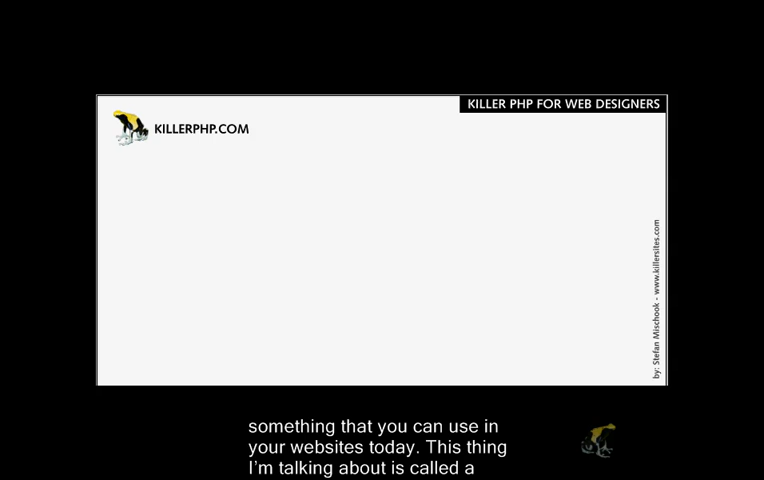 KILLER PHP FOR WEB DESIGNERS
KILLERPHP.COM
by: Stefan Mischook - www.killersites.com
something that you can use in
your websites today. This thing
I'm talking about is called a